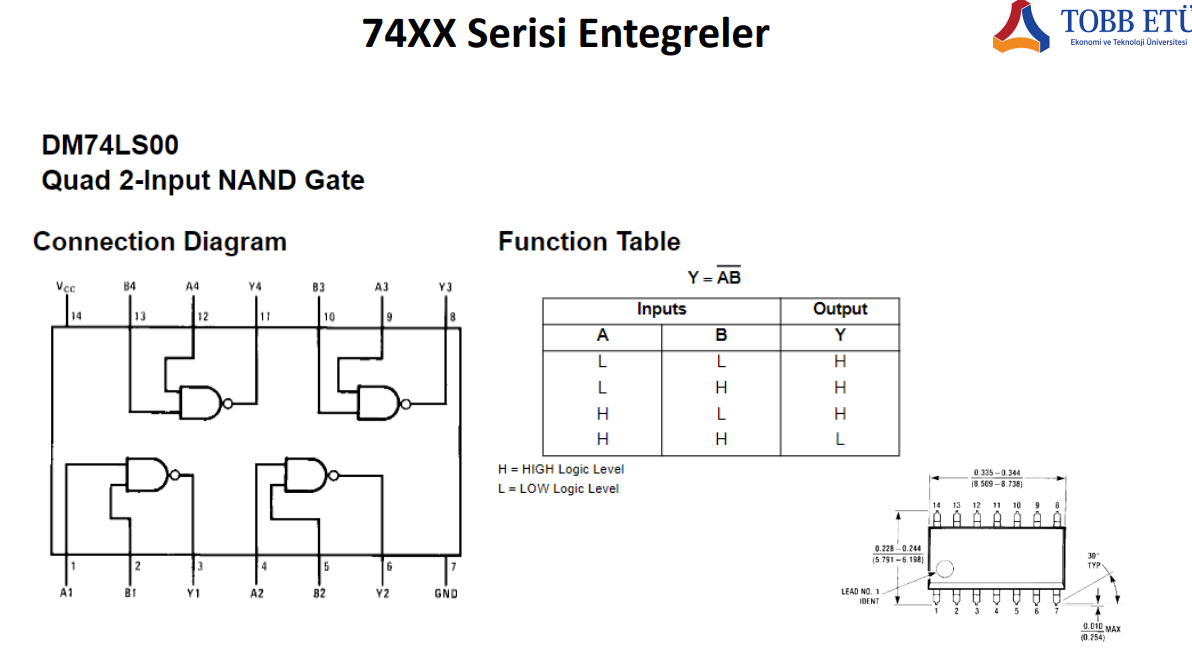 74XX Serisi Entegreler
TOBB ETÜ
Ekonomi ve Teknoloji Üniversitesi
DM74LS00
Quad 2-Input NAND Gate
Connection Diagram
VCC B4 A4 Y4 B3 A3 Y3
14 13 12 11 10 9 8
1 2 3 4 5 6 7
A1 B1 Y1 A2 B2 Y2 GND
Function Table
Y = A̅B̅
Inputs Output
A B Y
L L H
L H H
H L H
H H L
H = HIGH Logic Level
L = LOW Logic Level
0.335 – 0.344
(8.509 – 8.738)
14 13 12 11 10 9 8
0.228 – 0.244
(5.791 – 6.198)
30°
TYP
LEAD NO. 1
IDENT
1 2 3 4 5 6 7
0.010 MAX
(0.254)